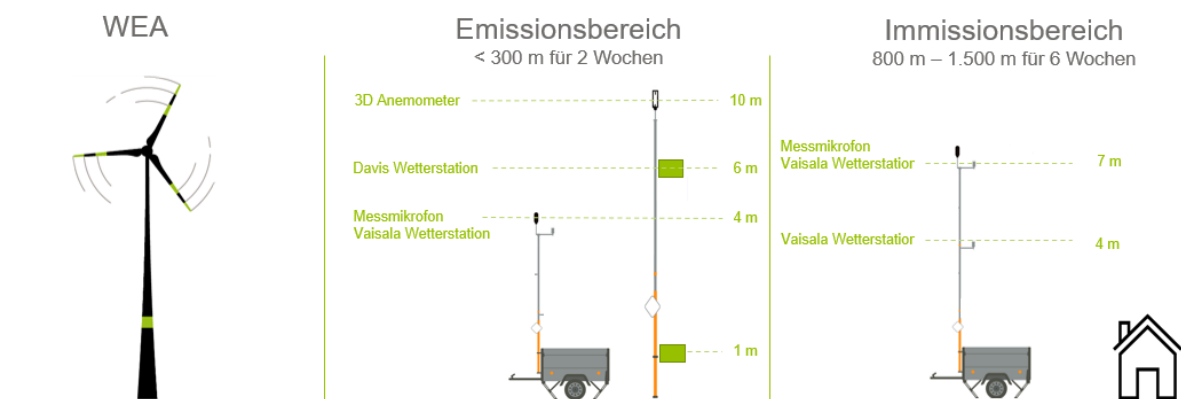 WEA
Emissionsbereich
< 300 m für 2 Wochen
3D Anemometer
10 m
Davis Wetterstation
6 m
Messmikrofon
Vaisala Wetterstation
4 m
1 m
Immissionsbereich
800 m – 1.500 m für 6 Wochen
Messmikrofon
Vaisala Wetterstatior
7 m
Vaisala Wetterstatior
4 m